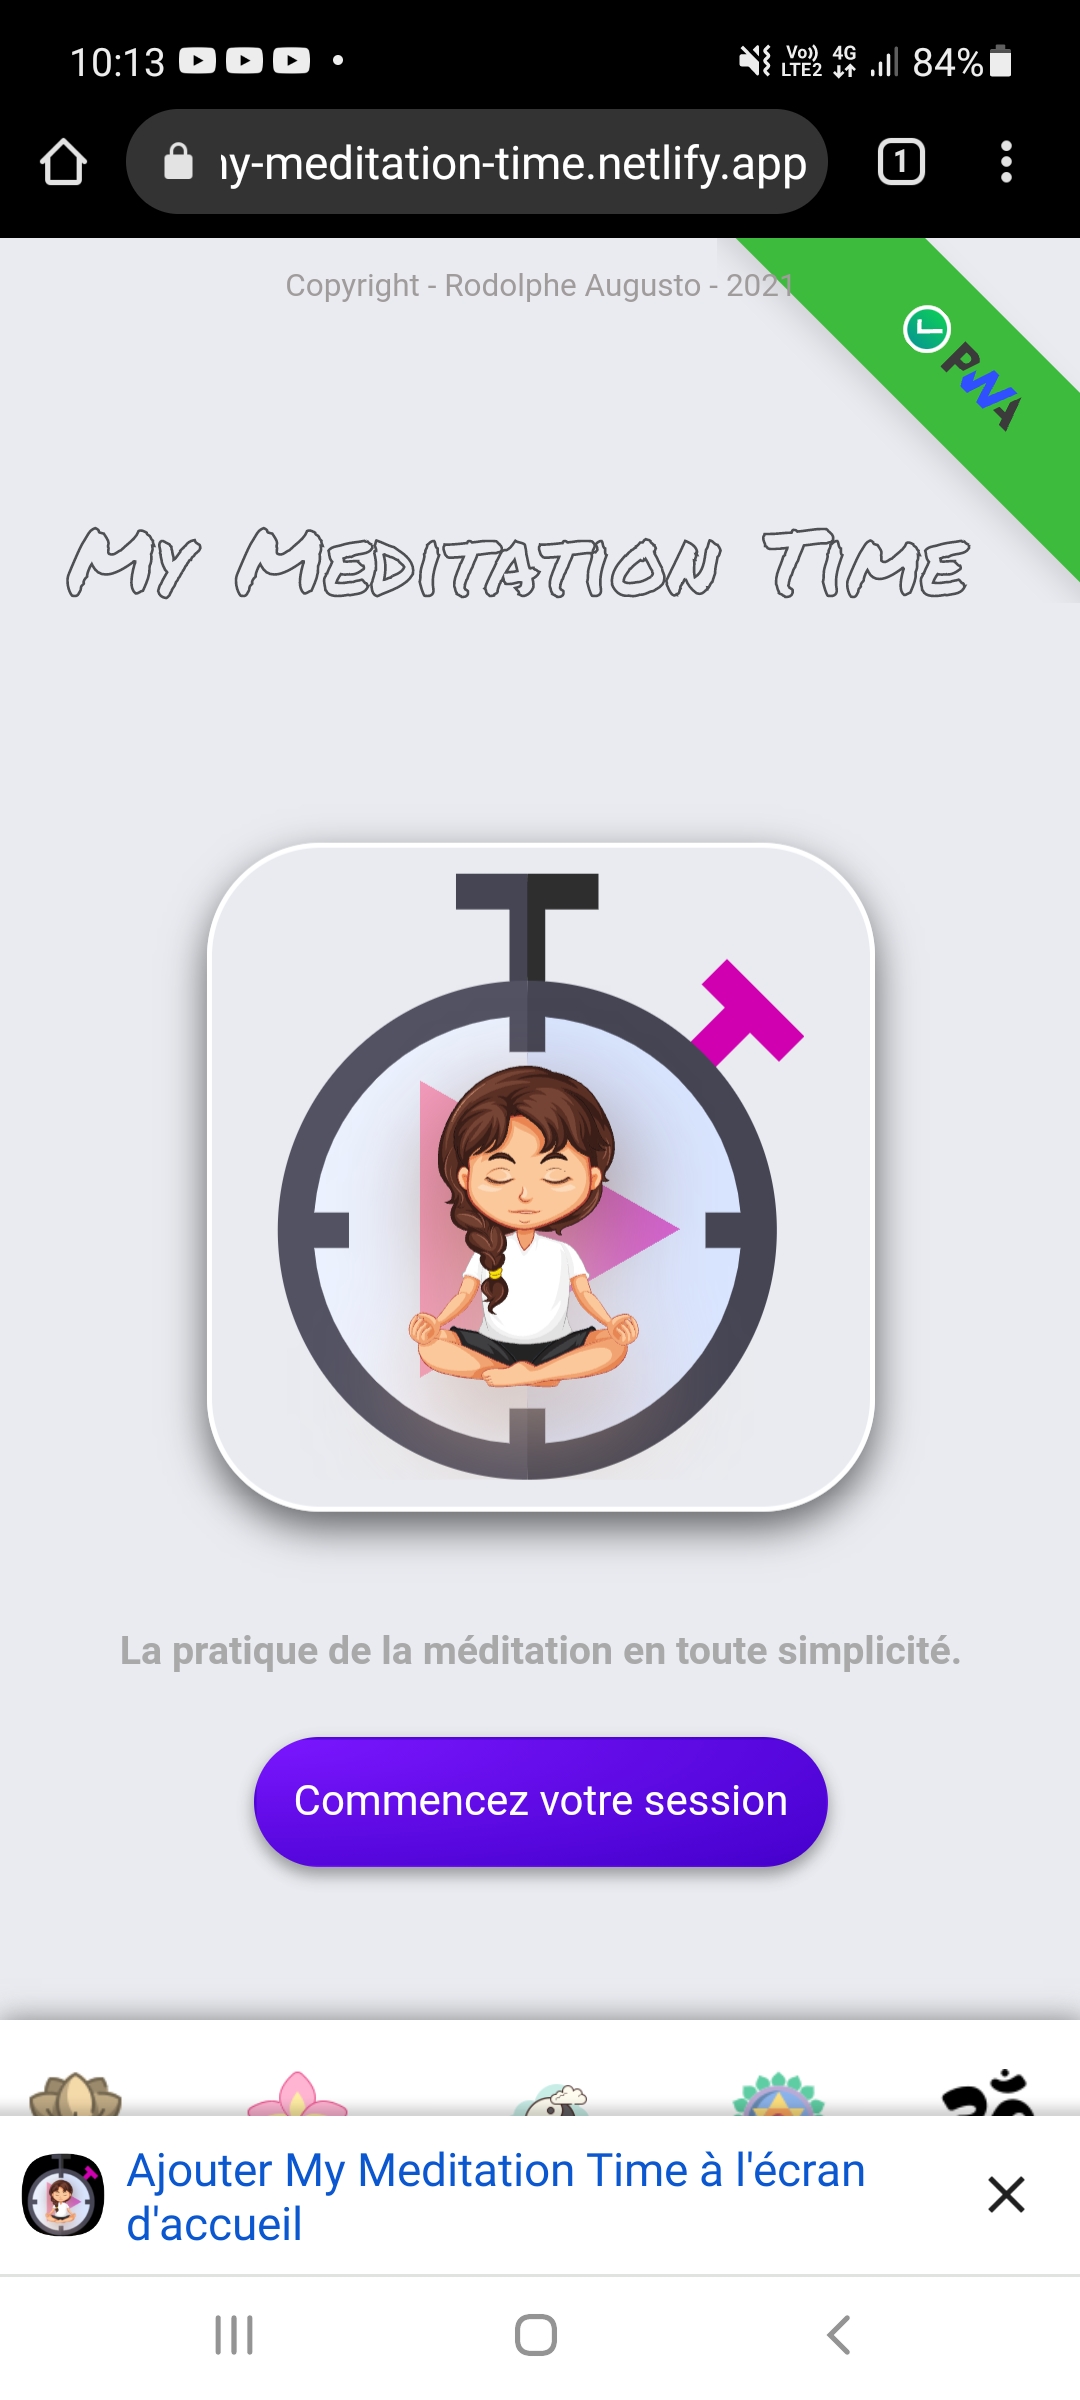 10:13
Vo)) LTE2 4G 84%
y-meditation-time.netlify.app
1
Copyright - Rodolphe Augusto - 2021
PWA
My Meditation Time
La pratique de la méditation en toute simplicité.
Commencez votre session
ॐ
Ajouter My Meditation Time à l'écran
d'accueil